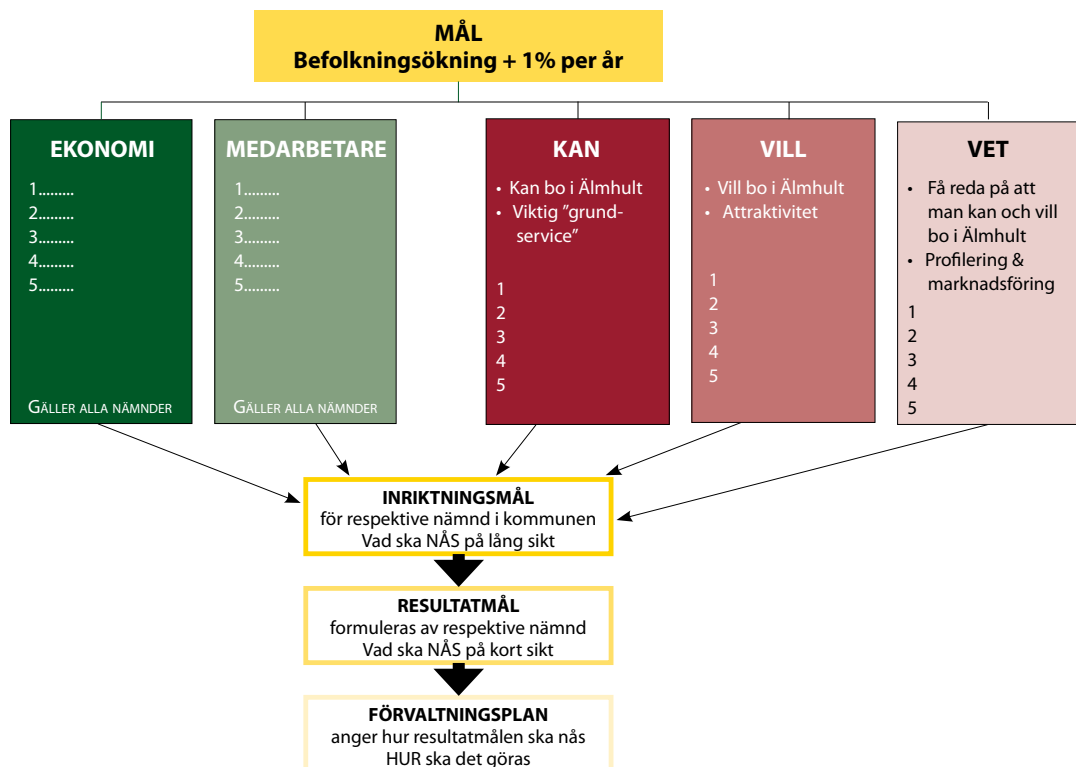 MÅL
Befolkningsökning + 1% per år
EKONOMI
1.........
2.........
3.........
4.........
5.........
GÄLLER ALLA NÄMNDER
MEDARBETARE
1.........
2.........
3.........
4.........
5.........
GÄLLER ALLA NÄMNDER
KAN
• Kan bo i Älmhult
• Viktig ”grund-
service”
1
2
3
4
5
VILL
• Vill bo i Älmhult
• Attraktivitet
1
2
3
4
5
VET
• Få reda på att
man kan och vill
bo i Älmhult
• Profilering &
marknadsföring
1
2
3
4
5
INRIKTNINGSMÅL
för respektive nämnd i kommunen
Vad ska NÅS på lång sikt
RESULTATMÅL
formuleras av respektive nämnd
Vad ska NÅS på kort sikt
FÖRVALTNINGSPLAN
anger hur resultatmålen ska nås
HUR ska det göras